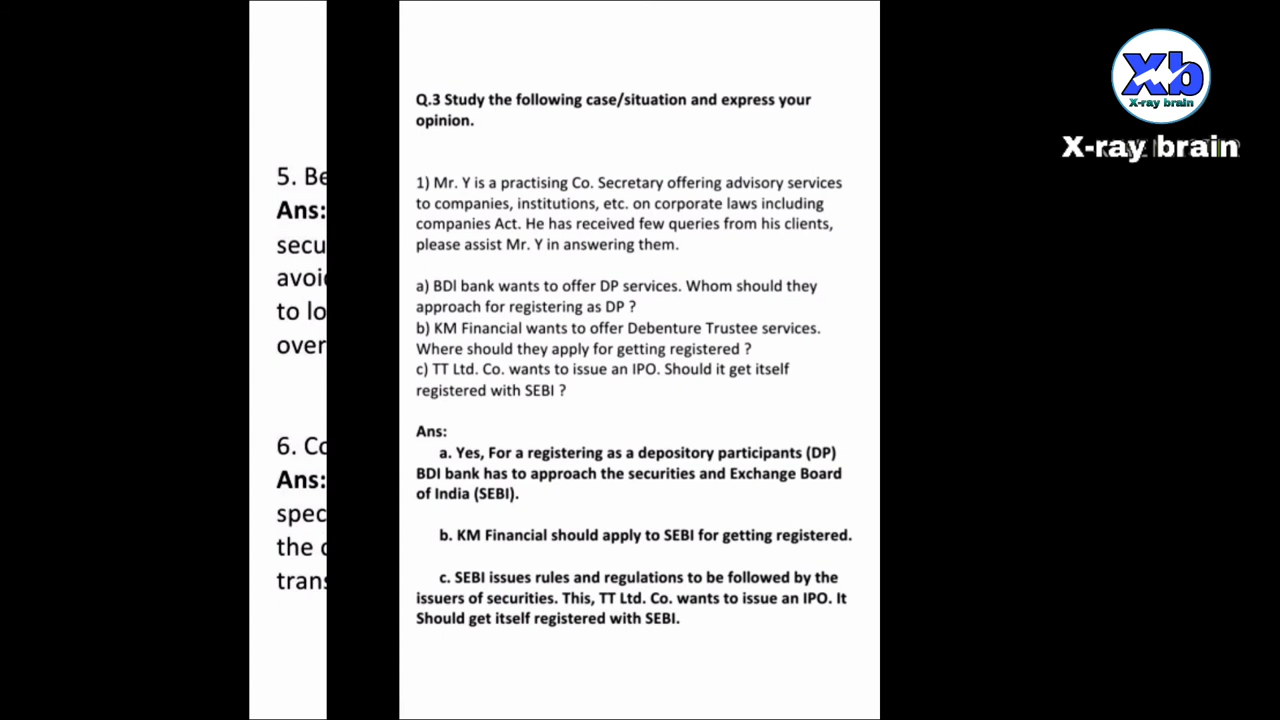 5. Be
Ans:
secu
avoid
to lo
over
6. Co
Ans:
spec
the
trans
Q.3 Study the following case/situation and express your
opinion.
1) Mr. Y is a practising Co. Secretary offering advisory services
to companies, institutions, etc. on corporate laws including
companies Act. He has received few queries from his clients,
please assist Mr. Y in answering them.
a) BDI bank wants to offer DP services. Whom should they
approach for registering as DP ?
b) KM Financial wants to offer Debenture Trustee services.
Where should they apply for getting registered ?
c) TT Ltd. Co. wants to issue an IPO. Should it get itself
registered with SEBI ?
Ans:
a. Yes, For a registering as a depository participants (DP)
BDI bank has to approach the securities and Exchange Board
of India (SEBI).
b. KM Financial should apply to SEBI for getting registered.
c. SEBI issues rules and regulations to be followed by the
issuers of securities. This, TT Ltd. Co. wants to issue an IPO. It
Should get itself registered with SEBI.
Xb
X-ray brain
X-ray brain